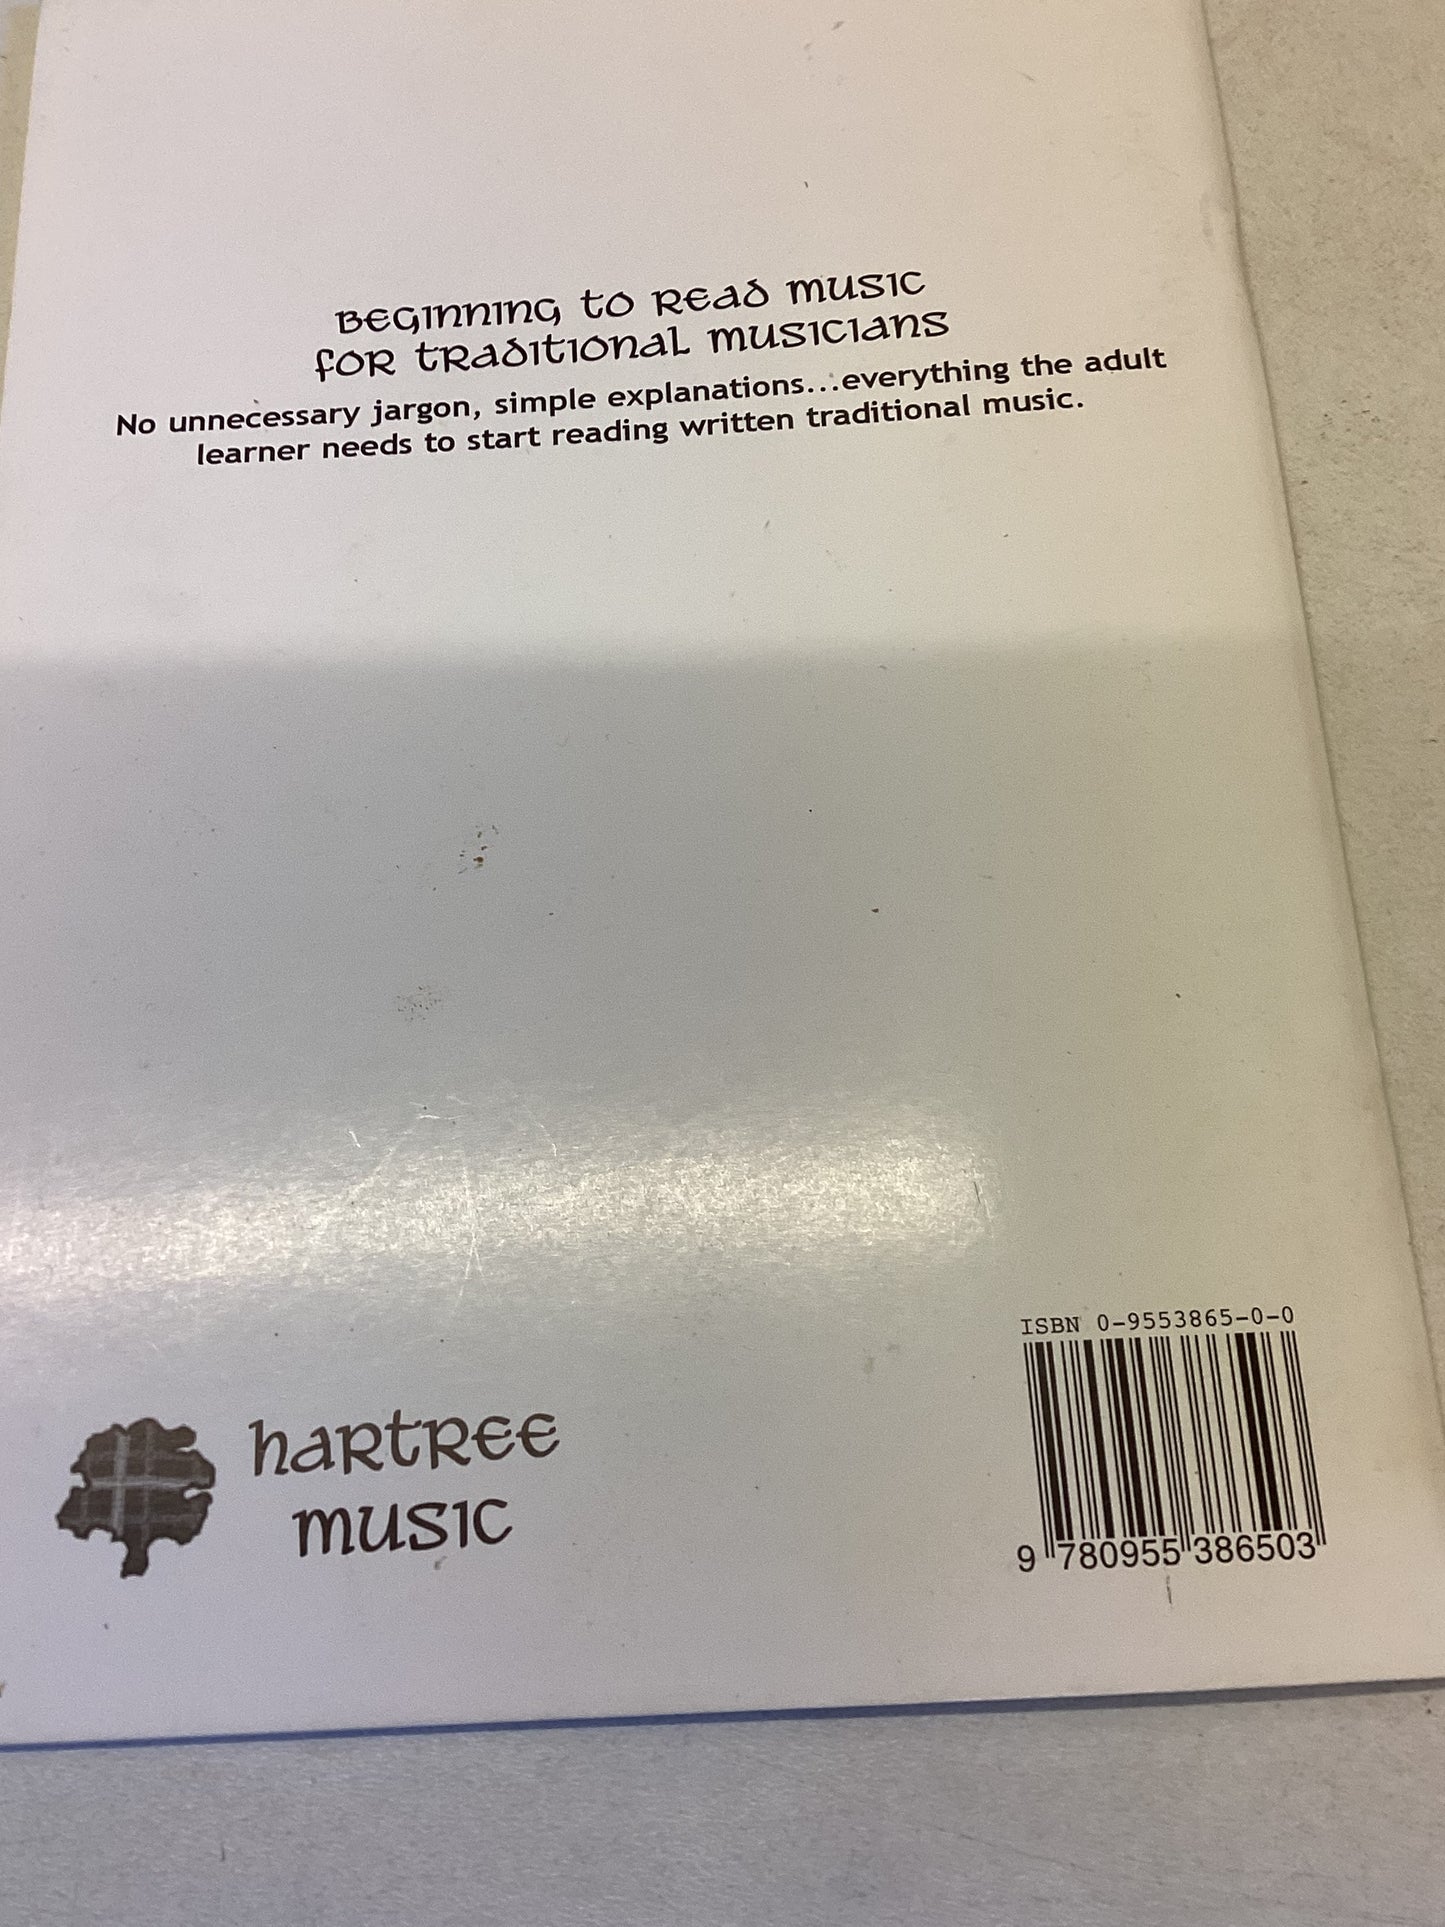 Beginning to Read Music
for Traditional Musicians
No unnecessary jargon, simple explanations...everything the adult
learner needs to start reading written traditional music.
hartree
music
ISBN 0-9553865-0-0
9 780955 386503